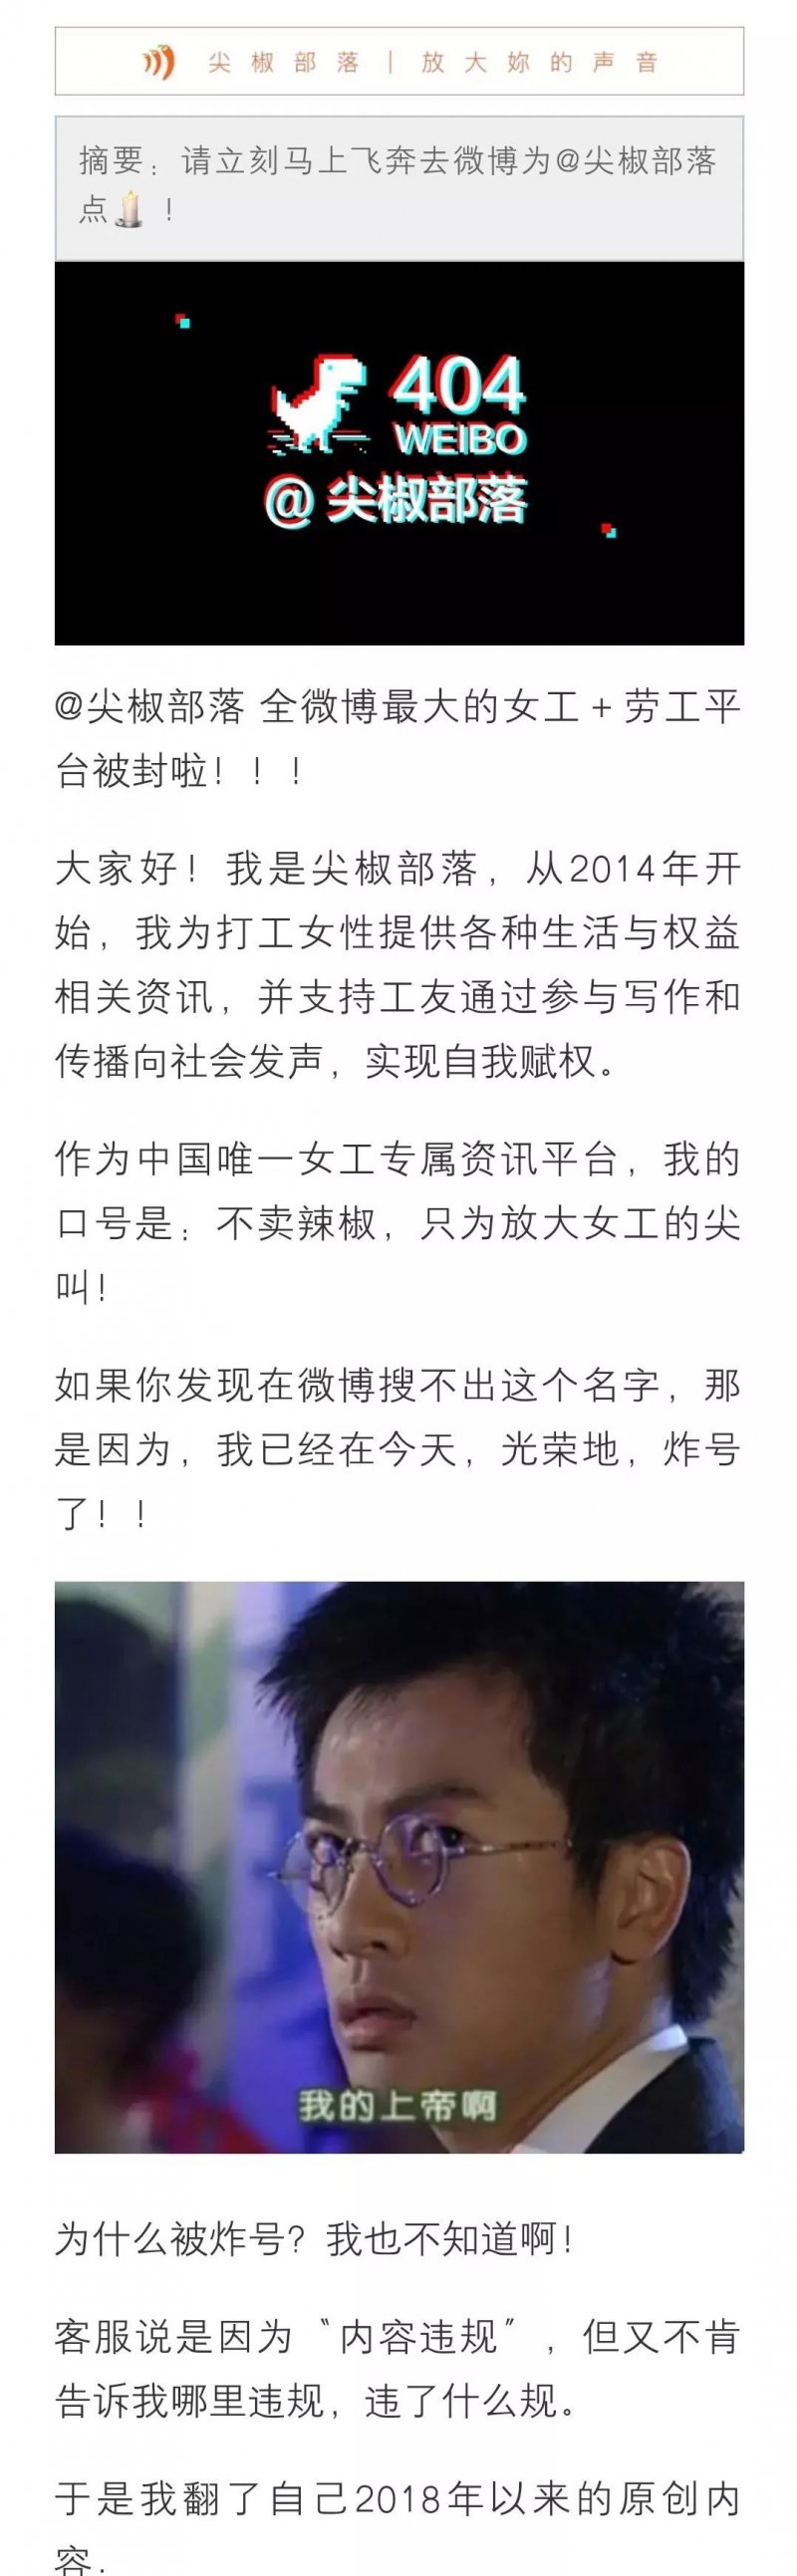 尖椒部落｜放大妳的声音
摘要：请立刻马上飞奔去微博为@尖椒部落
点🕯️！
404
WEIBO
@尖椒部落
@尖椒部落 全微博最大的女工＋劳工平
台被封啦！！！
大家好！我是尖椒部落，从2014年开
始，我为打工女性提供各种生活与权益
相关资讯，并支持工友通过参与写作和
传播向社会发声，实现自我赋权。
作为中国唯一女工专属资讯平台，我的
口号是：不卖辣椒，只为放大女工的尖
叫！
如果你发现在微博搜不出这个名字，那
是因为，我已经在今天，光荣地，炸号
了！！
我的上帝啊
为什么被炸号？我也不知道啊！
客服说是因为〝内容违规〞，但又不肯
告诉我哪里违规，违了什么规。
于是我翻了自己2018年以来的原创内
容，